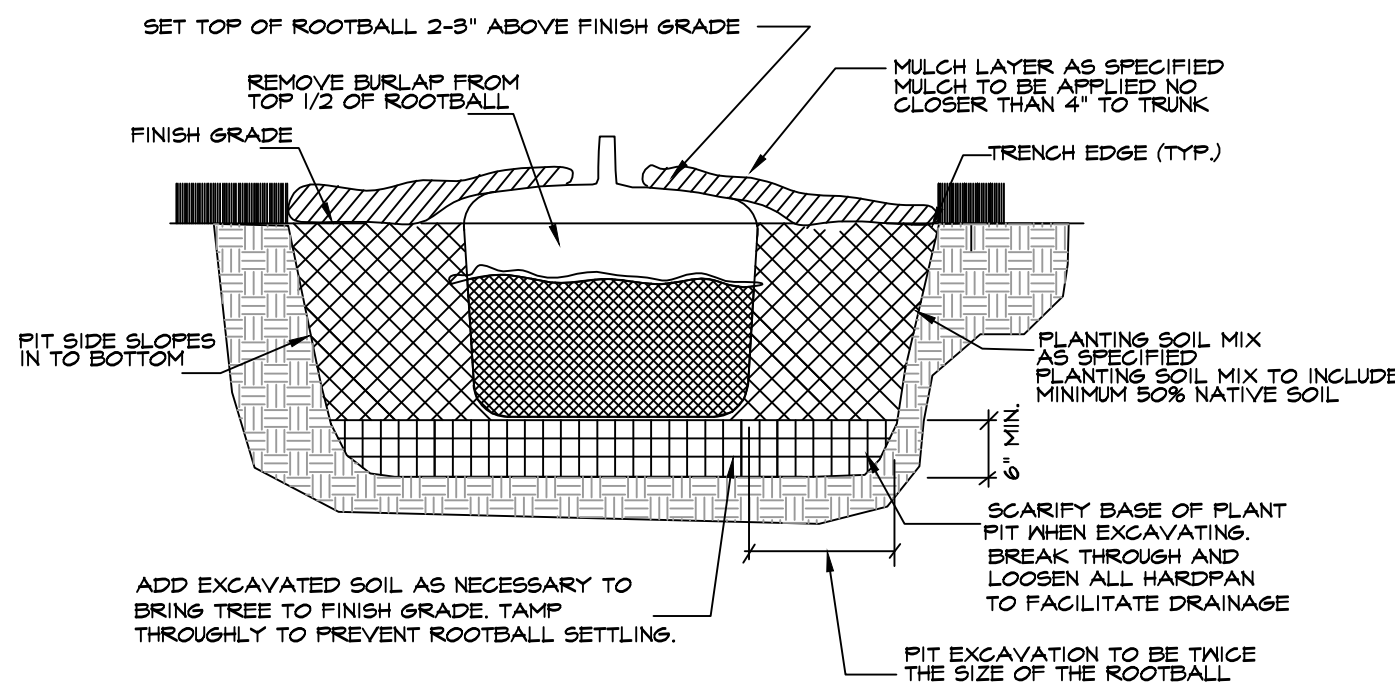 SET TOP OF ROOTBALL 2-3" ABOVE FINISH GRADE
REMOVE BURLAP FROM
TOP 1/2 OF ROOTBALL
FINISH GRADE
MULCH LAYER AS SPECIFIED
MULCH TO BE APPLIED NO
CLOSER THAN 4" TO TRUNK
TRENCH EDGE (TYP.)
PIT SIDE SLOPES
IN TO BOTTOM
PLANTING SOIL MIX
AS SPECIFIED
PLANTING SOIL MIX TO INCLUDE
MINIMUM 50% NATIVE SOIL
6" MIN.
SCARIFY BASE OF PLANT
PIT WHEN EXCAVATING.
BREAK THROUGH AND
LOOSEN ALL HARDPAN
TO FACILITATE DRAINAGE
ADD EXCAVATED SOIL AS NECESSARY TO
BRING TREE TO FINISH GRADE. TAMP
THROUGHLY TO PREVENT ROOTBALL SETTLING.
PIT EXCAVATION TO BE TWICE
THE SIZE OF THE ROOTBALL